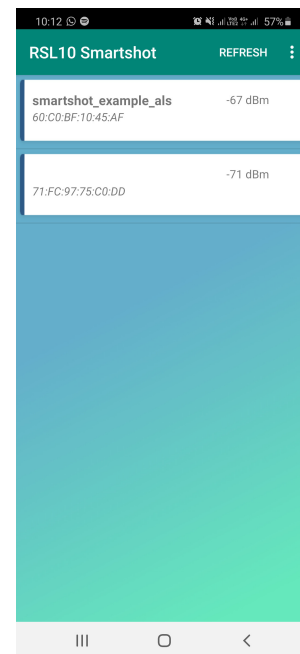 10:12 57%
RSL10 Smartshot REFRESH
smartshot_example_als -67 dBm
60:C0:BF:10:45:AF
-71 dBm
71:FC:97:75:C0:DD